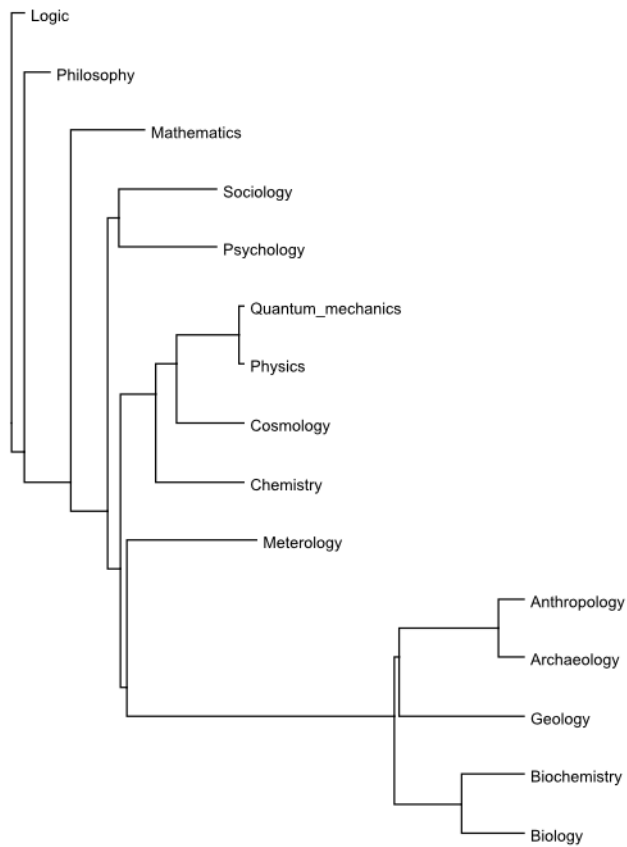 Logic
Philosophy
Mathematics
Sociology
Psychology
Quantum_mechanics
Physics
Cosmology
Chemistry
Meterology
Anthropology
Archaeology
Geology
Biochemistry
Biology